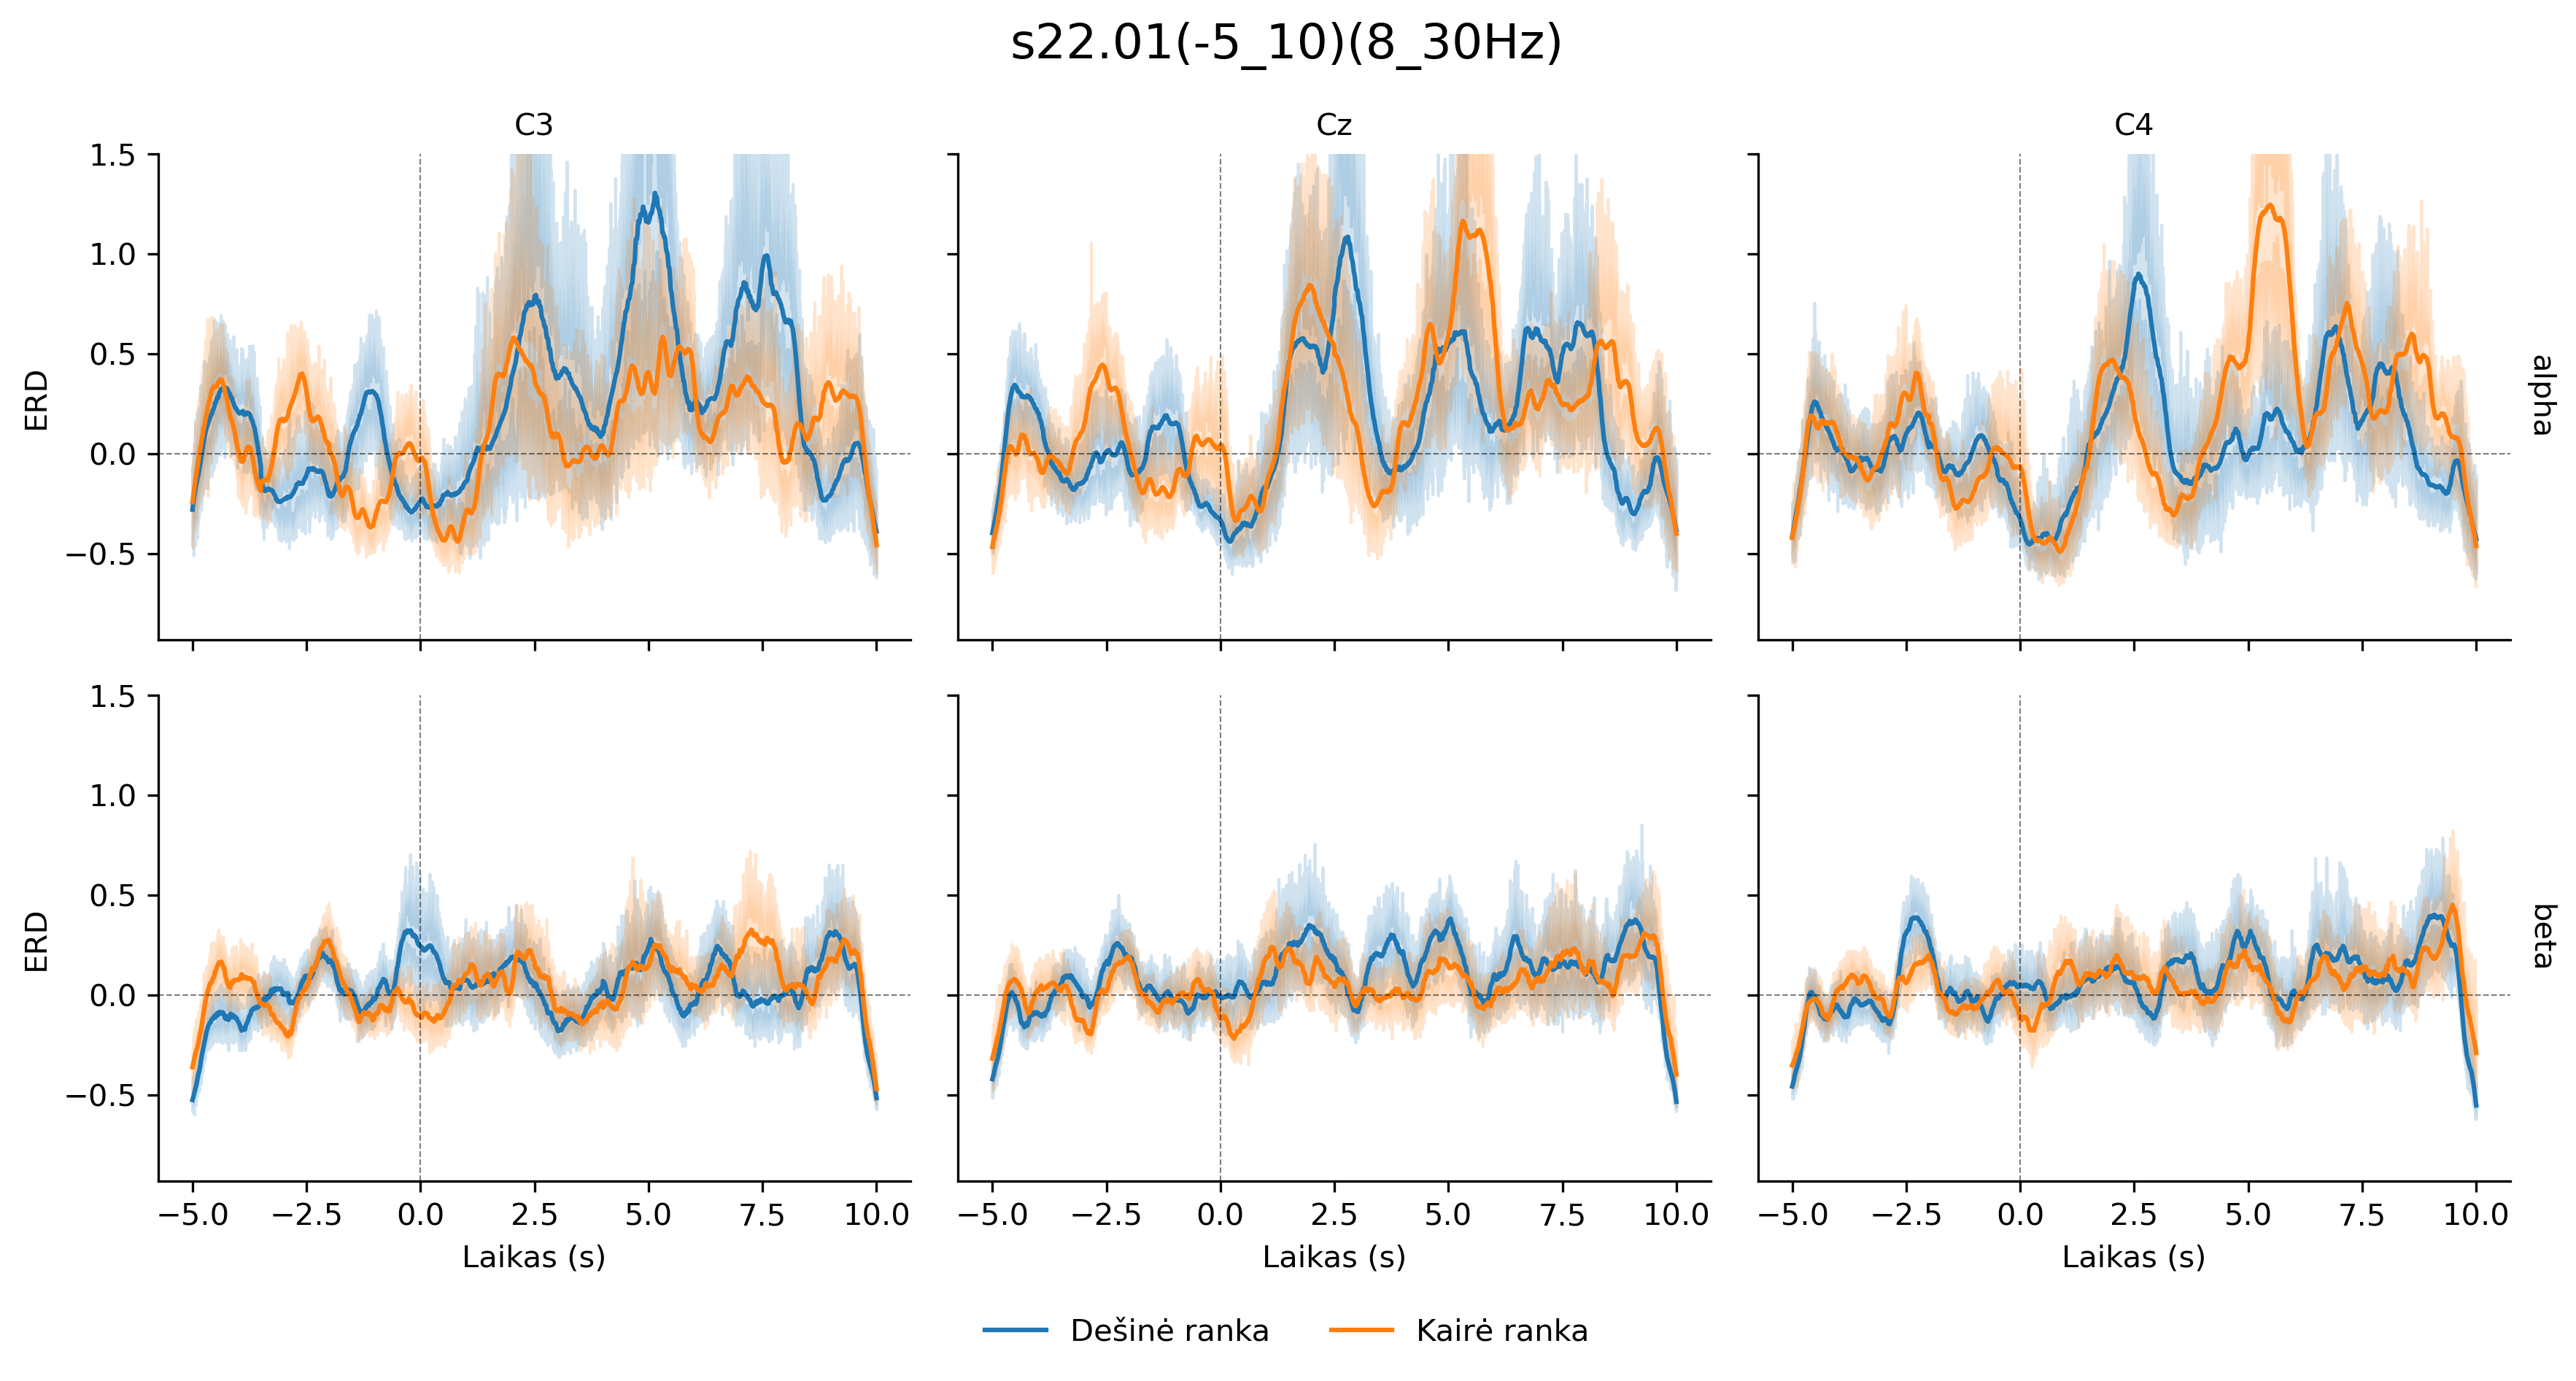 s22.01(-5_10)(8_30Hz)
C3 Cz C4
1.5
1.0
0.5
0.0
−0.5
ERD
alpha
1.5
1.0
0.5
0.0
−0.5
ERD
beta
−5.0 −2.5 0.0 2.5 5.0 7.5 10.0 −5.0 −2.5 0.0 2.5 5.0 7.5 10.0 −5.0 −2.5 0.0 2.5 5.0 7.5 10.0
Laikas (s) Laikas (s) Laikas (s)
Dešinė ranka Kairė ranka